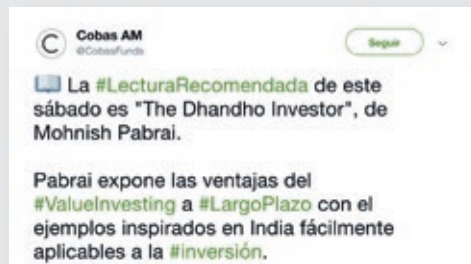 Cobas AM
@CobasFunds
Seguir
La #LecturaRecomendada de este
sábado es "The Dhandho Investor", de
Mohnish Pabrai.
Pabrai expone las ventajas del
#ValueInvesting a #LargoPlazo con el
ejemplos inspirados en India fácilmente
aplicables a la #inversión.